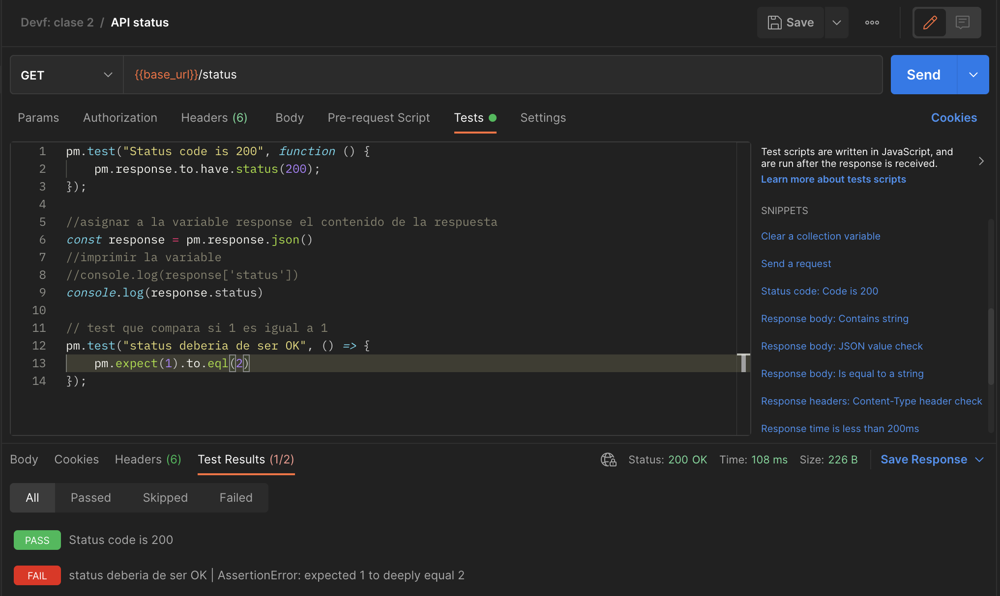 Devf: clase 2 / API status
Save
GET
{{base_url}}/status
Send
Params Authorization Headers (6) Body Pre-request Script Tests Settings Cookies
1 pm.test("Status code is 200", function () {
2 pm.response.to.have.status(200);
3 });
4
5 //asignar a la variable response el contenido de la respuesta
6 const response = pm.response.json()
7 //imprimir la variable
8 //console.log(response['status'])
9 console.log(response.status)
10
11 // test que compara si 1 es igual a 1
12 pm.test("status deberia de ser OK", () => {
13 pm.expect(1).to.eql(2)
14 });
Test scripts are written in JavaScript, and
are run after the response is received.
Learn more about tests scripts
SNIPPETS
Clear a collection variable
Send a request
Status code: Code is 200
Response body: Contains string
Response body: JSON value check
Response body: Is equal to a string
Response headers: Content-Type header check
Response time is less than 200ms
Body Cookies Headers (6) Test Results (1/2)
Status: 200 OK Time: 108 ms Size: 226 B Save Response
All Passed Skipped Failed
PASS Status code is 200
FAIL status deberia de ser OK | AssertionError: expected 1 to deeply equal 2